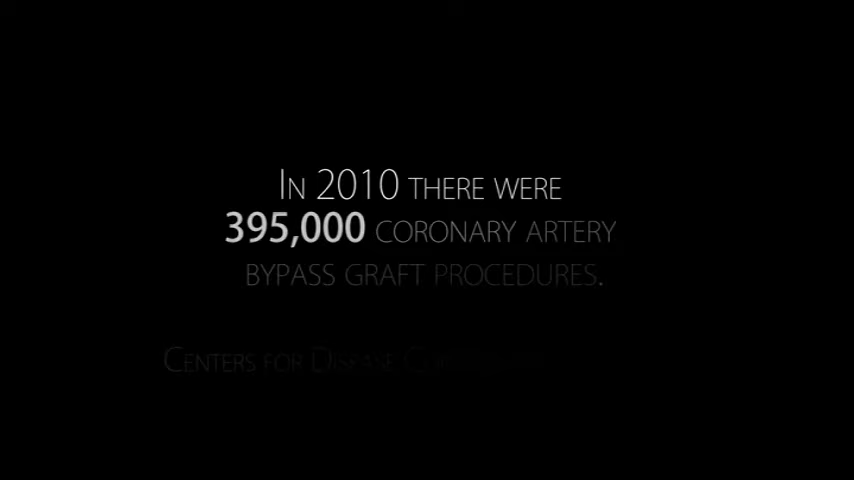 In 2010 there were
395,000 coronary artery
bypass graft procedures.
Centers for Disease